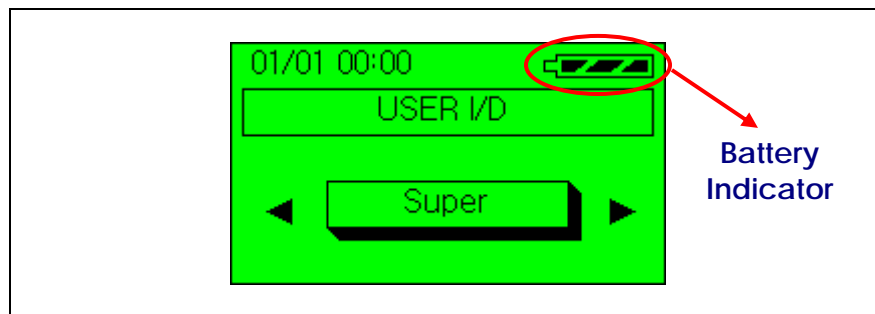 01/01 00:00
USER I/D
Super
Battery
Indicator